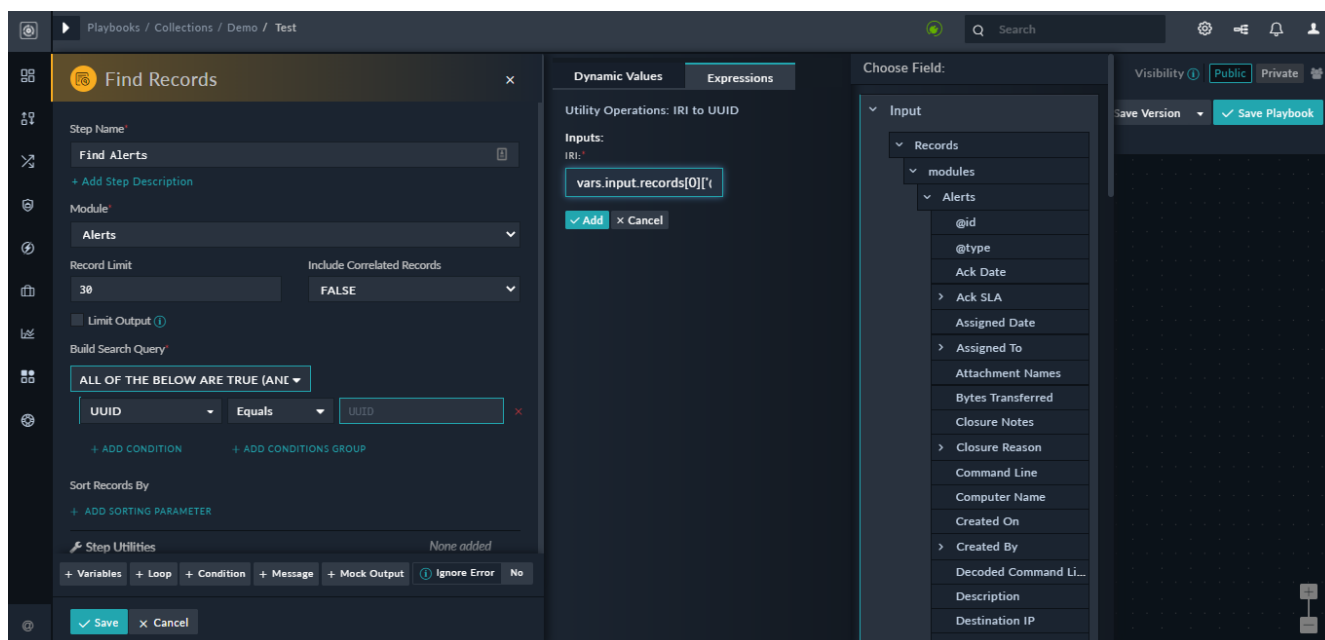 Playbooks / Collections / Demo / Test
Search
Find Records
×
Step Name*
Find Alerts
+ Add Step Description
Module*
Alerts
Record Limit
Include Correlated Records
30
FALSE
Limit Output
Build Search Query*
ALL OF THE BELOW ARE TRUE (AND
UUID
Equals
UUID
×
+ ADD CONDITION
+ ADD CONDITIONS GROUP
Sort Records By
+ ADD SORTING PARAMETER
Step Utilities
None added
+ Variables
+ Loop
+ Condition
+ Message
+ Mock Output
Ignore Error
No
Save
× Cancel
@
Dynamic Values
Expressions
Utility Operations: IRI to UUID
Inputs:
IRI:*
vars.input.records[0]['
Add
× Cancel
Choose Field:
Input
Records
modules
Alerts
@id
@type
Ack Date
Ack SLA
Assigned Date
Assigned To
Attachment Names
Bytes Transferred
Closure Notes
Closure Reason
Command Line
Computer Name
Created On
Created By
Decoded Command Li...
Description
Destination IP
Visibility
Public
Private
Save Version
Save Playbook